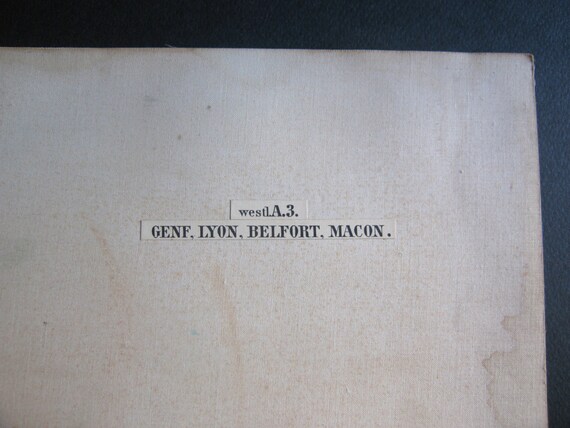 westl.A.3.
GENF, LYON, BELFORT, MACON.